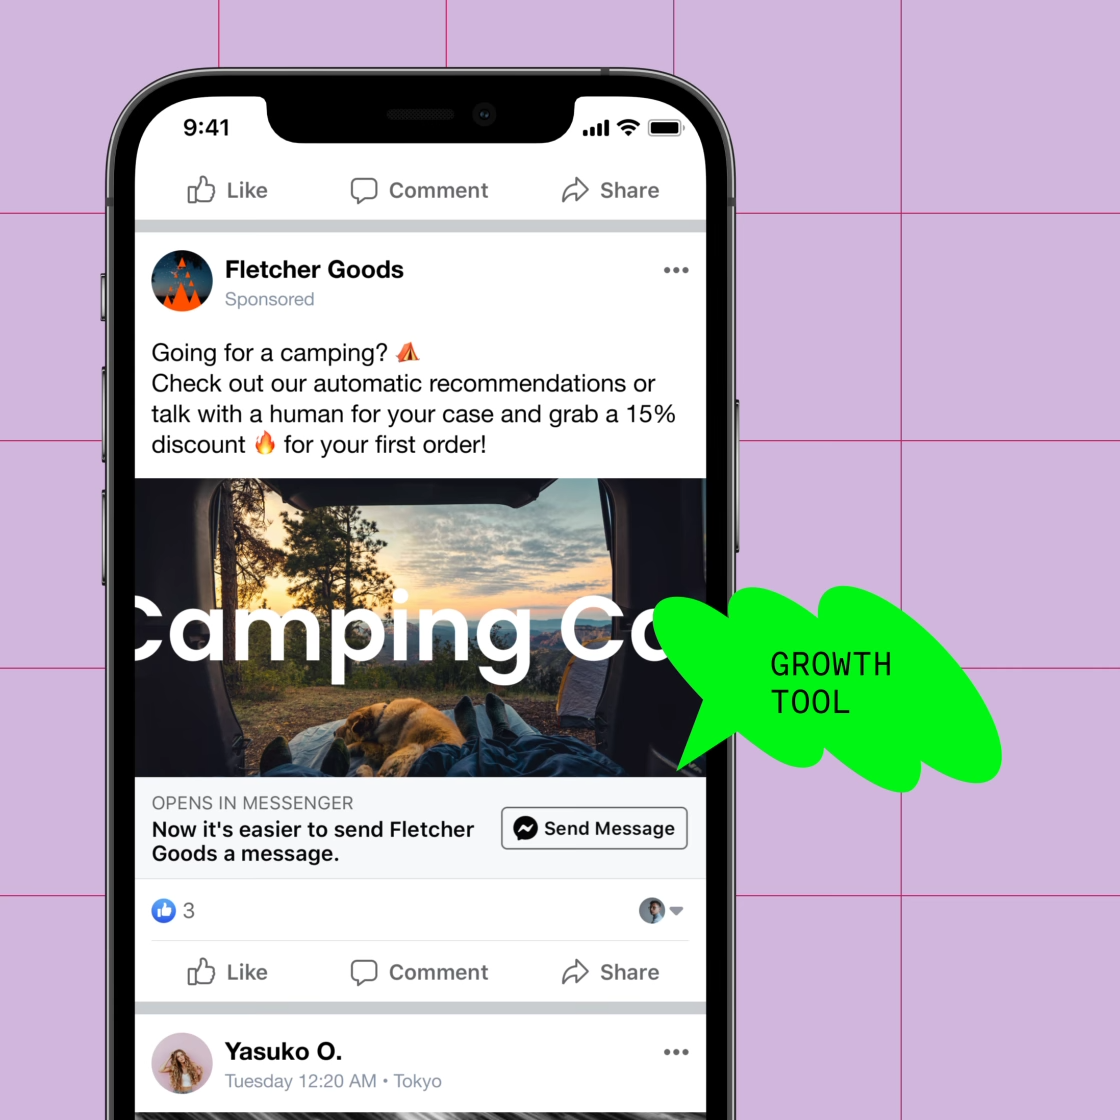 9:41
Like Comment Share
Fletcher Goods
Sponsored
Going for a camping? ⛺
Check out our automatic recommendations or
talk with a human for your case and grab a 15%
discount 🔥 for your first order!
Camping Co
GROWTH
TOOL
OPENS IN MESSENGER
Now it's easier to send Fletcher
Goods a message.
Send Message
3
Like Comment Share
Yasuko O.
Tuesday 12:20 AM • Tokyo